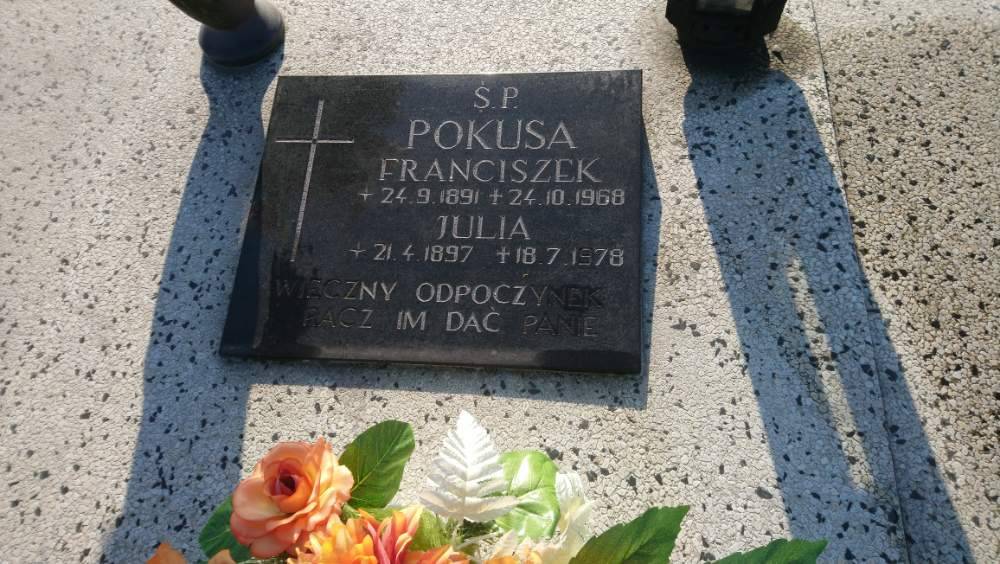 Ś.P.
POKUSA
FRANCISZEK
+ 24.9.1891 + 24.10.1968
JULIA
+ 21.4.1897 +18.7.1978
WIECZNY ODPOCZYNEK
RACZ IM DAĆ PANIE